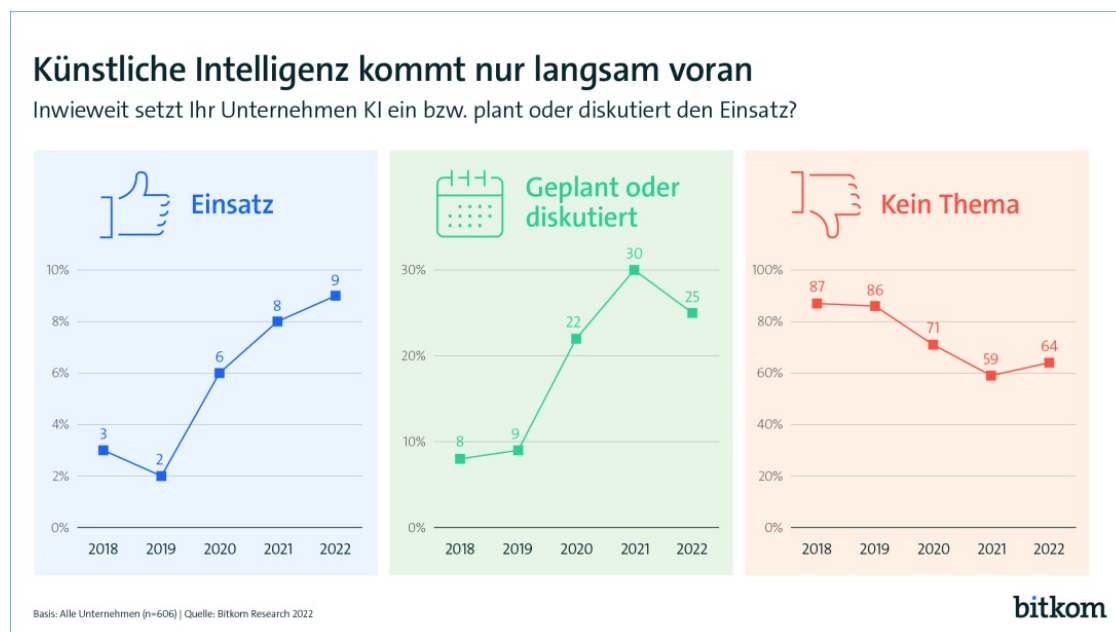 Künstliche Intelligenz kommt nur langsam voran
Inwieweit setzt Ihr Unternehmen KI ein bzw. plant oder diskutiert den Einsatz?
Einsatz
10%
8%
6%
4%
2%
0%
3
2
6
8
9
2018 2019 2020 2021 2022
Geplant oder
diskutiert
30%
20%
10%
0%
8
9
22
30
25
2018 2019 2020 2021 2022
Kein Thema
100%
80%
60%
40%
20%
0%
87
86
71
59
64
2018 2019 2020 2021 2022
Basis: Alle Unternehmen (n=606) | Quelle: Bitkom Research 2022
bitkom